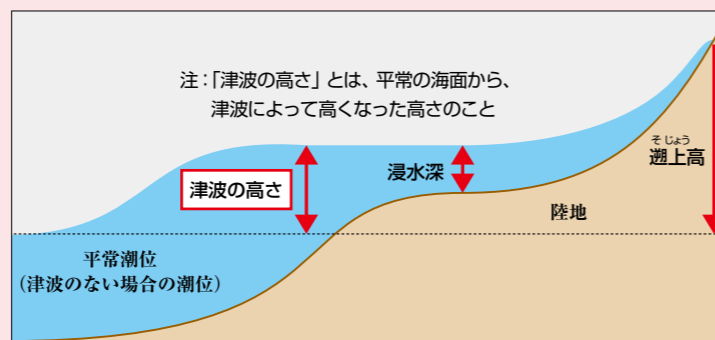 注：「津波の高さ」とは、平常の海面から、
津波によって高くなった高さのこと
津波の高さ
浸水深
そじょう
遡上高
陸地
平常潮位
（津波のない場合の潮位）